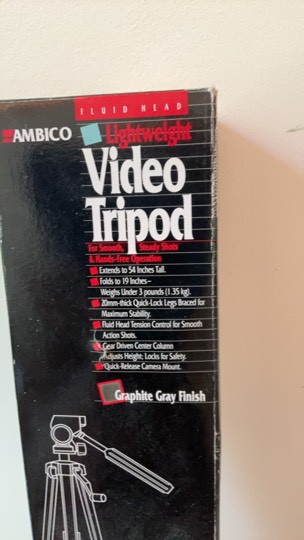 FLUID HEAD
AMBICO Lightweight
Video
Tripod
For Smooth, Steady Shots
& Hands-Free Operation
Extends to 54 Inches Tall.
Folds to 19 Inches–
Weighs Under 3 pounds (1.35 kg).
20mm-thick Quick-Lock Legs Braced for
Maximum Stability.
Fluid Head Tension Control for Smooth
Action Shots.
Gear Driven Center Column
Adjusts Height; Locks for Safety.
Quick-Release Camera Mount.
Graphite Gray Finish